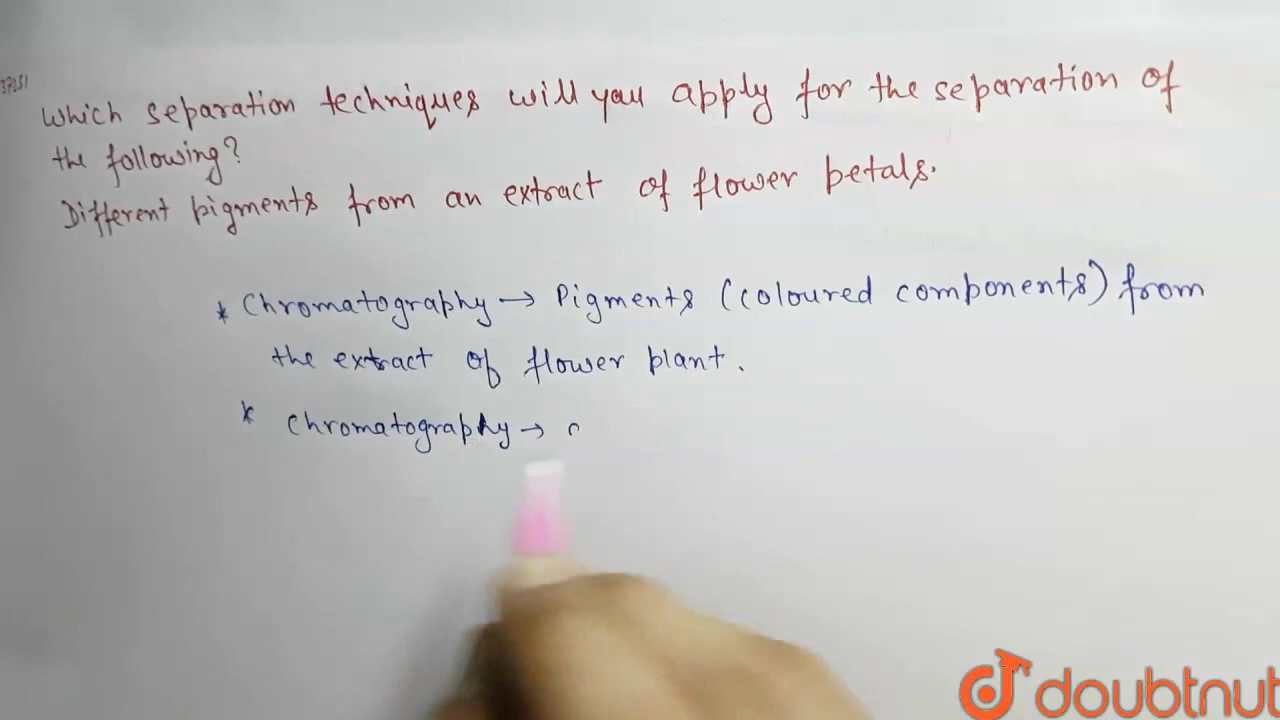 37251
Which separation techniques will you apply for the separation of
the following?
Different pigments from an extract of flower petals.
* Chromatography → Pigments (coloured components) from
the extract of flower plant.
* Chromatography →
doubtnut